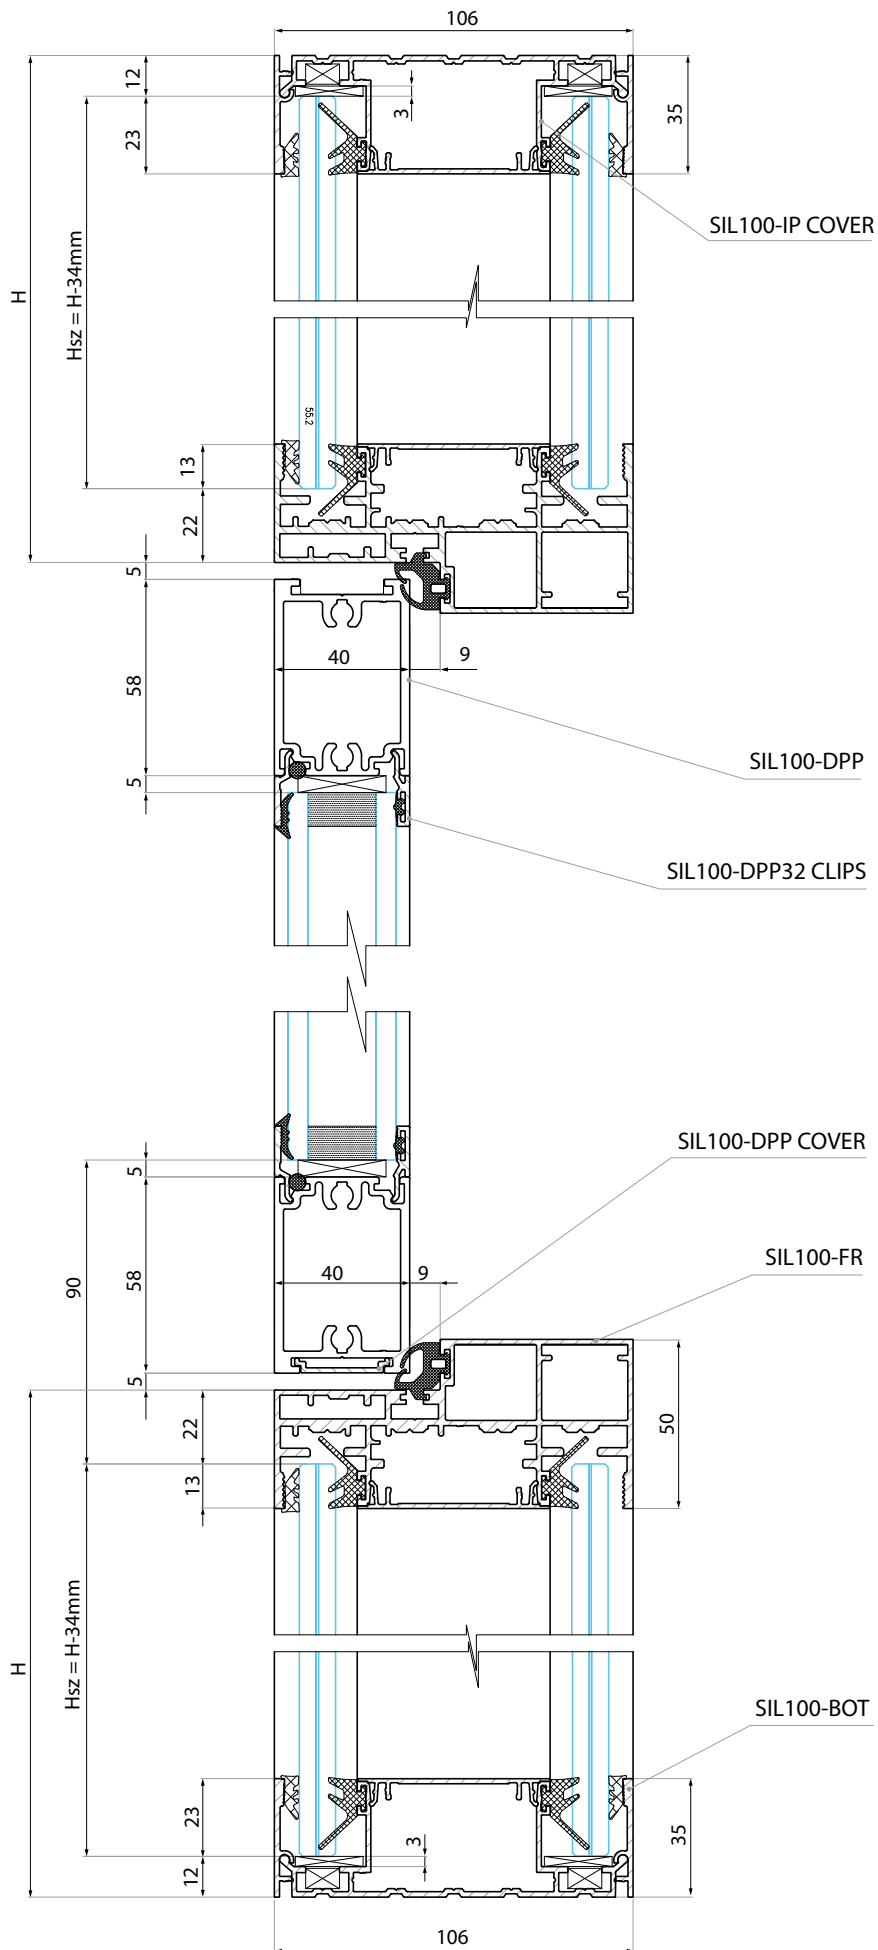 106
12
3
35
23
SIL100-IP COVER
H
Hsz = H-34mm
55.2
13
22
5
40
9
58
SIL100-DPP
5
SIL100-DPP32 CLIPS
SIL100-DPP COVER
5
SIL100-FR
40
9
58
90
5
22
50
13
H
Hsz = H-34mm
SIL100-BOT
23
3
35
12
106